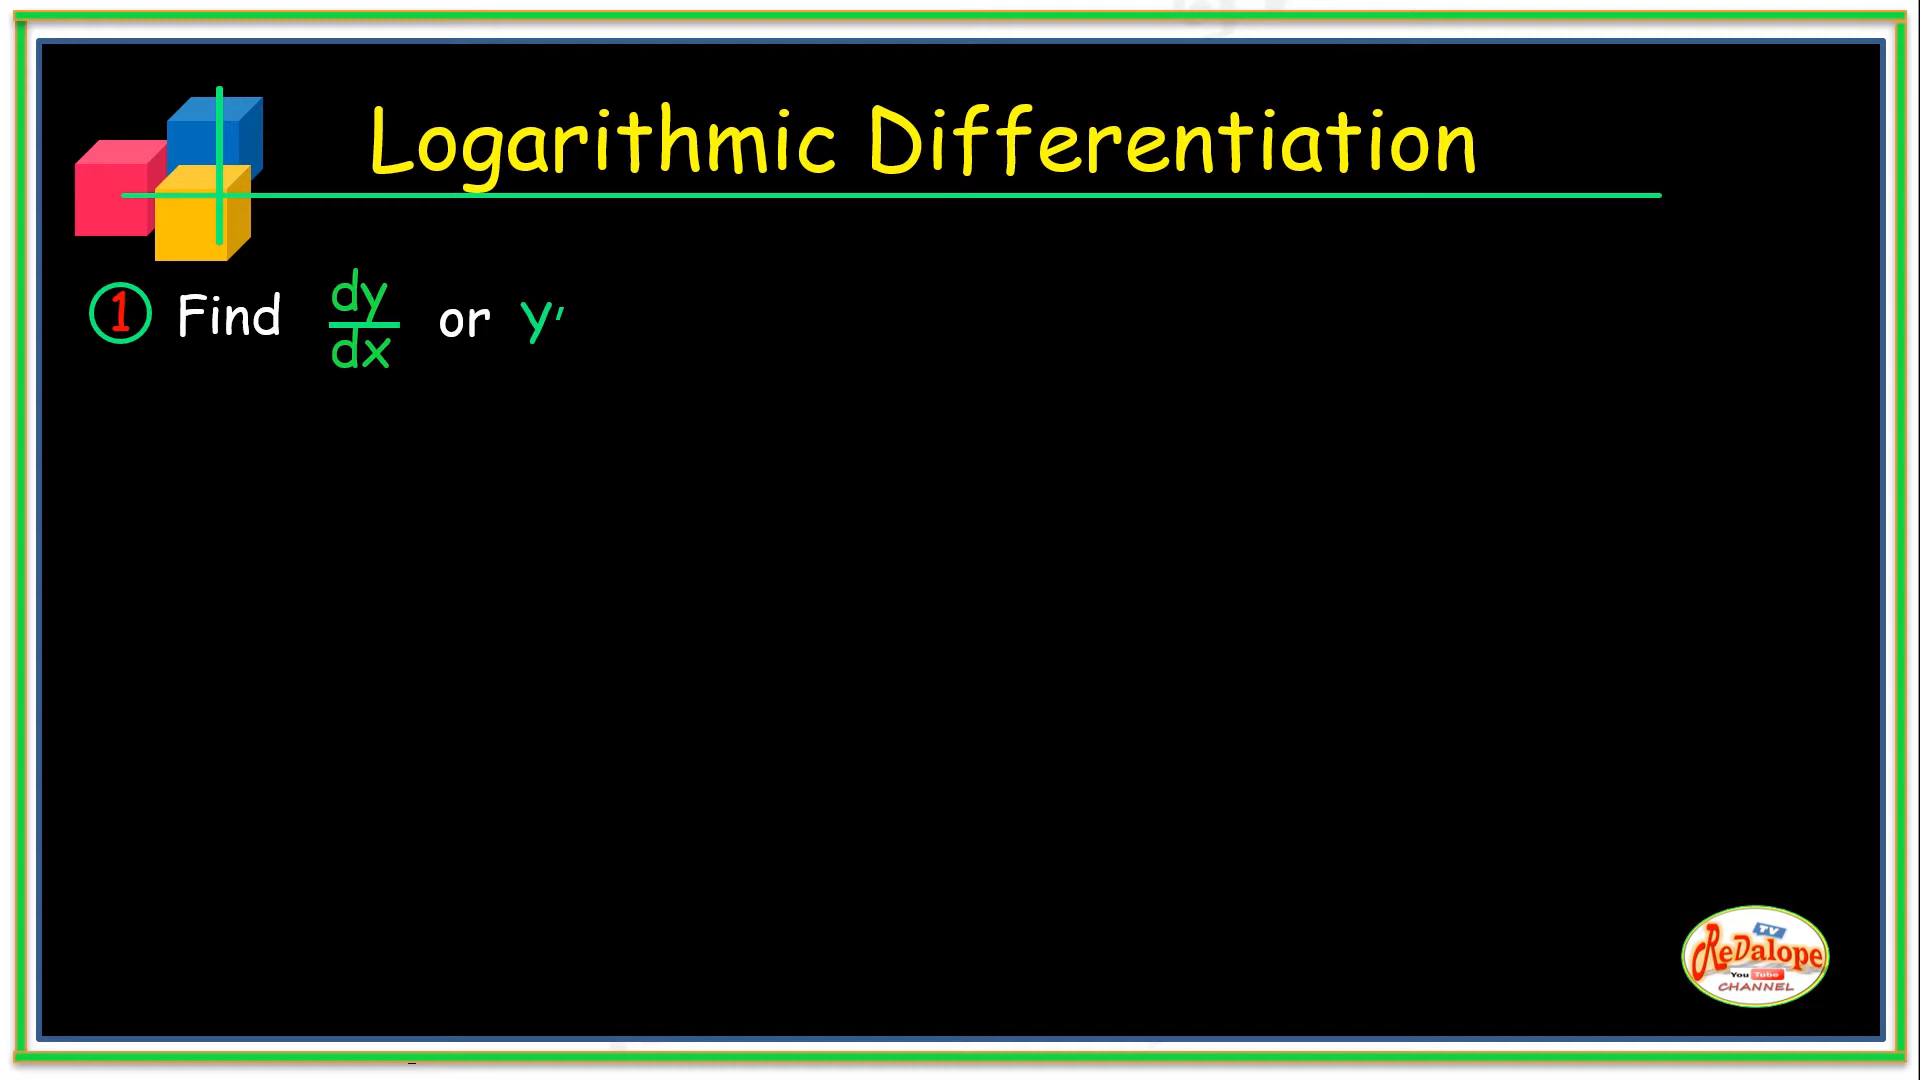 Logarithmic Differentiation
1 Find dy/dx or y'
TV
ReDalope
You Tube
CHANNEL